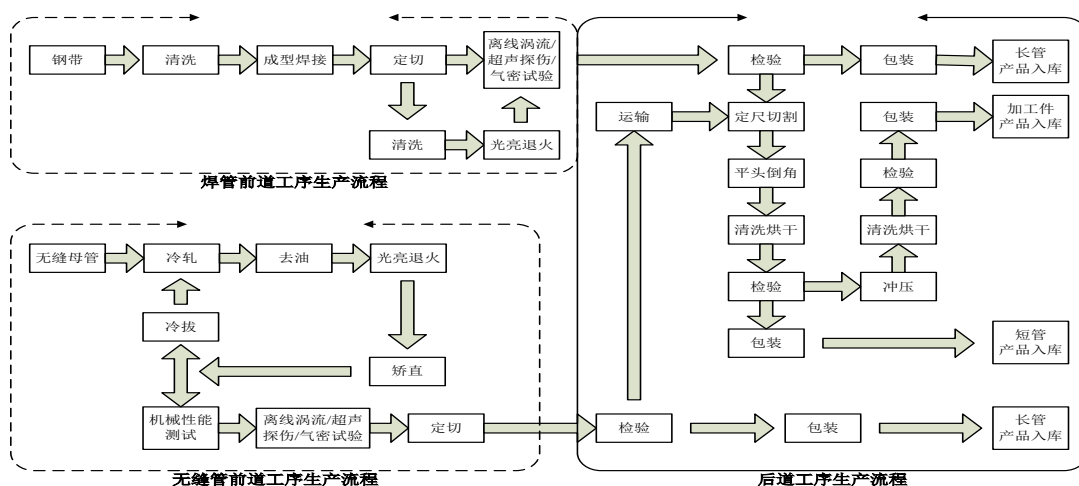 钢带
清洗
成型焊接
定切
离线涡流/
超声探伤/
气密试验
清洗
光亮退火
焊管前道工序生产流程
无缝母管
冷轧
去油
光亮退火
冷拔
矫直
机械性能
测试
离线涡流/超声
探伤/气密试验
定切
无缝管前道工序生产流程
检验
包装
长管
产品入库
运输
定尺切割
包装
加工件
产品入库
平头倒角
检验
清洗烘干
清洗烘干
检验
冲压
包装
短管
产品入库
检验
包装
长管
产品入库
后道工序生产流程